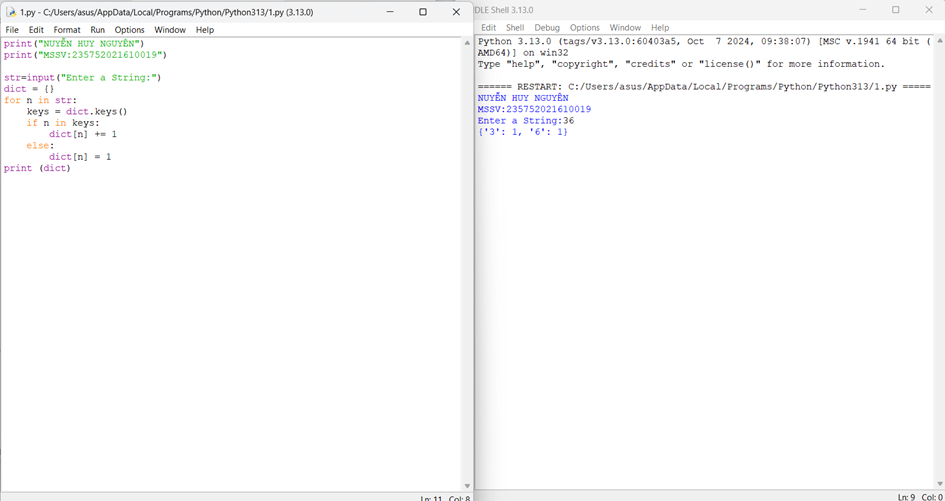 1.py - C:/Users/asus/AppData/Local/Programs/Python/Python313/1.py (3.13.0)
File Edit Format Run Options Window Help
print("NUYỄN HUY NGUYÊN")
print("MSSV:235752021610019")
str=input("Enter a String:")
dict = {}
for n in str:
    keys = dict.keys()
    if n in keys:
        dict[n] += 1
    else:
        dict[n] = 1
print (dict)
Ln: 11 Col: 8
DLE Shell 3.13.0
Edit Shell Debug Options Window Help
Python 3.13.0 (tags/v3.13.0:60403a5, Oct  7 2024, 09:38:07) [MSC v.1941 64 bit (
AMD64)] on win32
Type "help", "copyright", "credits" or "license()" for more information.
====== RESTART: C:/Users/asus/AppData/Local/Programs/Python/Python313/1.py =====
NUYỄN HUY NGUYÊN
MSSV:235752021610019
Enter a String:36
{'3': 1, '6': 1}
Ln: 9 Col: 0